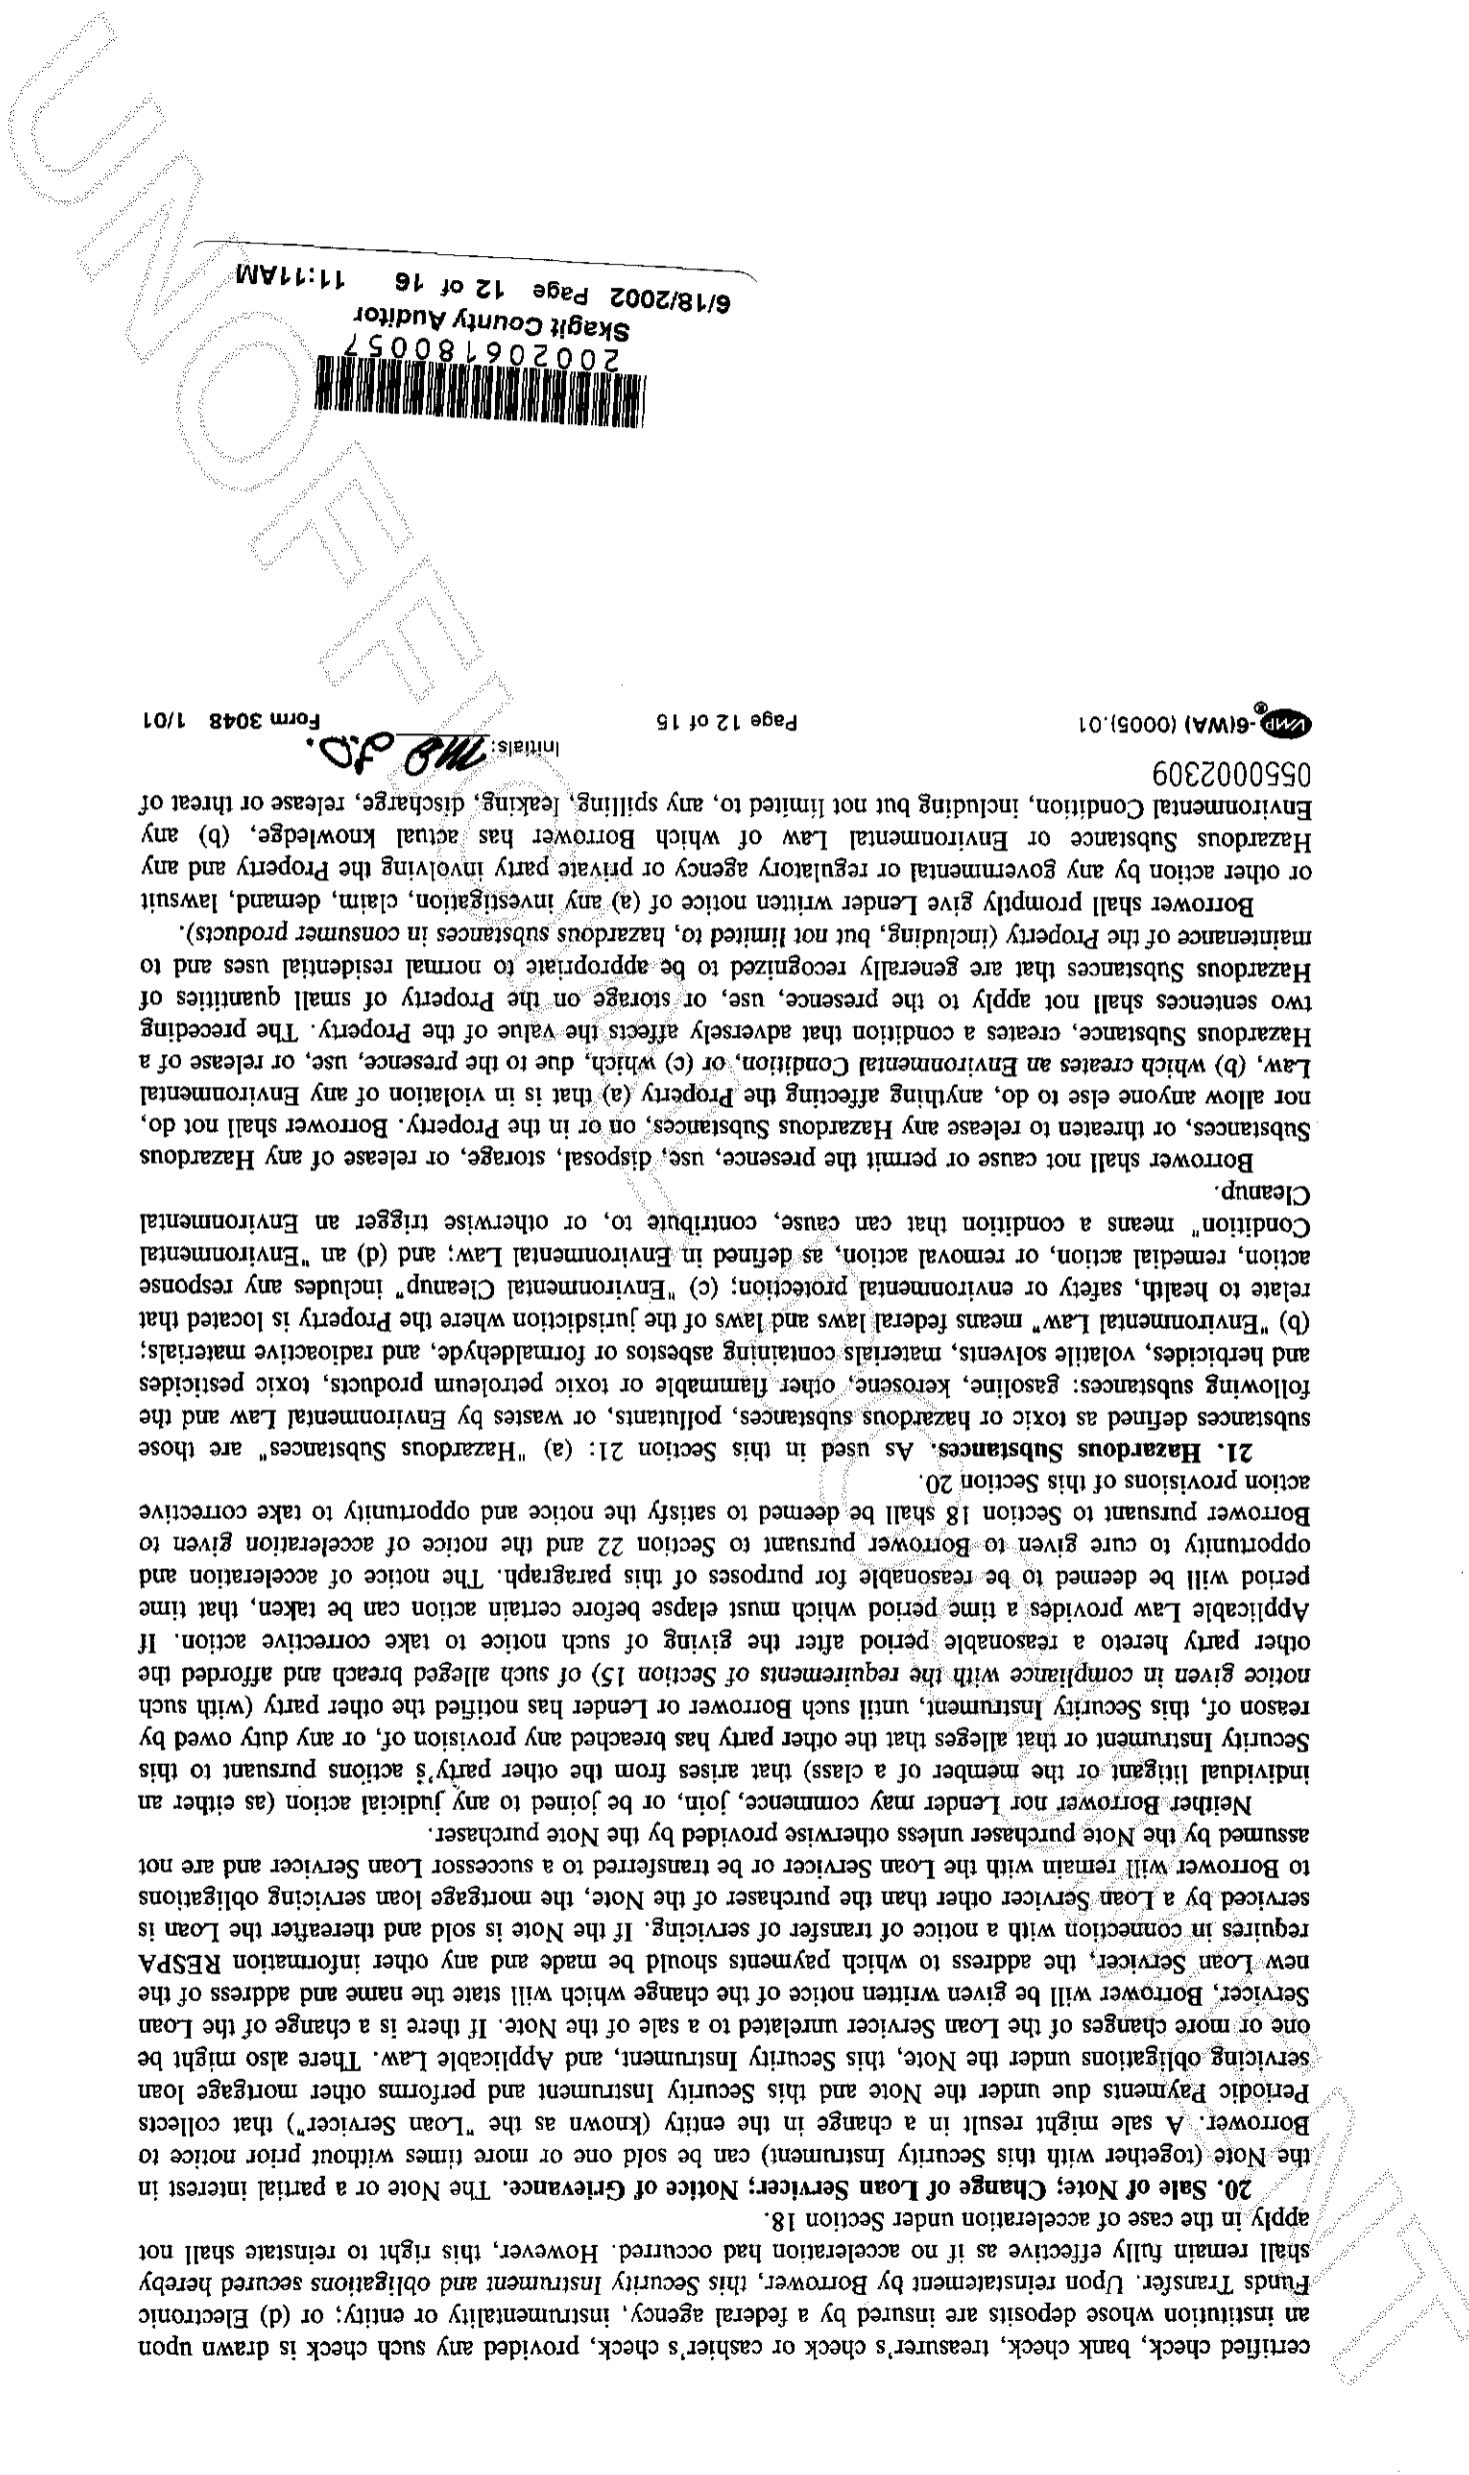 certified check, bank check, treasurer's check or cashier's check, provided any such check is drawn upon
an institution whose deposits are insured by a federal agency, instrumentality or entity; or (d) Electronic
Funds Transfer. Upon reinstatement by Borrower, this Security Instrument and obligations secured hereby
shall remain fully effective as if no acceleration had occurred. However, this right to reinstate shall not
apply in the case of acceleration under Section 18.
20. Sale of Note; Change of Loan Servicer; Notice of Grievance. The Note or a partial interest in
the Note (together with this Security Instrument) can be sold one or more times without prior notice to
Borrower. A sale might result in a change in the entity (known as the "Loan Servicer") that collects
Periodic Payments due under the Note and this Security Instrument and performs other mortgage loan
servicing obligations under the Note, this Security Instrument, and Applicable Law. There also might be
one or more changes of the Loan Servicer unrelated to a sale of the Note. If there is a change of the Loan
Servicer, Borrower will be given written notice of the change which will state the name and address of the
new Loan Servicer, the address to which payments should be made and any other information RESPA
requires in connection with a notice of transfer of servicing. If the Note is sold and thereafter the Loan is
serviced by a Loan Servicer other than the purchaser of the Note, the mortgage loan servicing obligations
to Borrower will remain with the Loan Servicer or be transferred to a successor Loan Servicer and are not
assumed by the Note purchaser unless otherwise provided by the Note purchaser.
Neither Borrower nor Lender may commence, join, or be joined to any judicial action (as either an
individual litigant or the member of a class) that arises from the other party's actions pursuant to this
Security Instrument or that alleges that the other party has breached any provision of, or any duty owed by
reason of, this Security Instrument, until such Borrower or Lender has notified the other party (with such
notice given in compliance with the requirements of Section 15) of such alleged breach and afforded the
other party hereto a reasonable period after the giving of such notice to take corrective action. If
Applicable Law provides a time period which must elapse before certain action can be taken, that time
period will be deemed to be reasonable for purposes of this paragraph. The notice of acceleration and
opportunity to cure given to Borrower pursuant to Section 22 and the notice of acceleration given to
Borrower pursuant to Section 18 shall be deemed to satisfy the notice and opportunity to take corrective
action provisions of this Section 20.
21. Hazardous Substances. As used in this Section 21: (a) "Hazardous Substances" are those
substances defined as toxic or hazardous substances, pollutants, or wastes by Environmental Law and the
following substances: gasoline, kerosene, other flammable or toxic petroleum products, toxic pesticides
and herbicides, volatile solvents, materials containing asbestos or formaldehyde, and radioactive materials;
(b) "Environmental Law" means federal laws and laws of the jurisdiction where the Property is located that
relate to health, safety or environmental protection; (c) "Environmental Cleanup" includes any response
action, remedial action, or removal action, as defined in Environmental Law; and (d) an "Environmental
Condition" means a condition that can cause, contribute to, or otherwise trigger an Environmental
Cleanup.
Borrower shall not cause or permit the presence, use, disposal, storage, or release of any Hazardous
Substances, or threaten to release any Hazardous Substances, on or in the Property. Borrower shall not do,
nor allow anyone else to do, anything affecting the Property (a) that is in violation of any Environmental
Law, (b) which creates an Environmental Condition, or (c) which, due to the presence, use, or release of a
Hazardous Substance, creates a condition that adversely affects the value of the Property. The preceding
two sentences shall not apply to the presence, use, or storage on the Property of small quantities of
Hazardous Substances that are generally recognized to be appropriate to normal residential uses and to
maintenance of the Property (including, but not limited to, hazardous substances in consumer products).
Borrower shall promptly give Lender written notice of (a) any investigation, claim, demand, lawsuit
or other action by any governmental or regulatory agency or private party involving the Property and any
Hazardous Substance or Environmental Law of which Borrower has actual knowledge, (b) any
Environmental Condition, including but not limited to, any spilling, leaking, discharge, release or threat of
0550002309
Initials: J.D.
VMP®-6(WA) (0005).01 Page 12 of 15 Form 3048 1/01
200206180057
Skagit County Auditor
6/18/2002 Page 12 of 16 11:11AM
UNOFFICIAL DOCUMENT